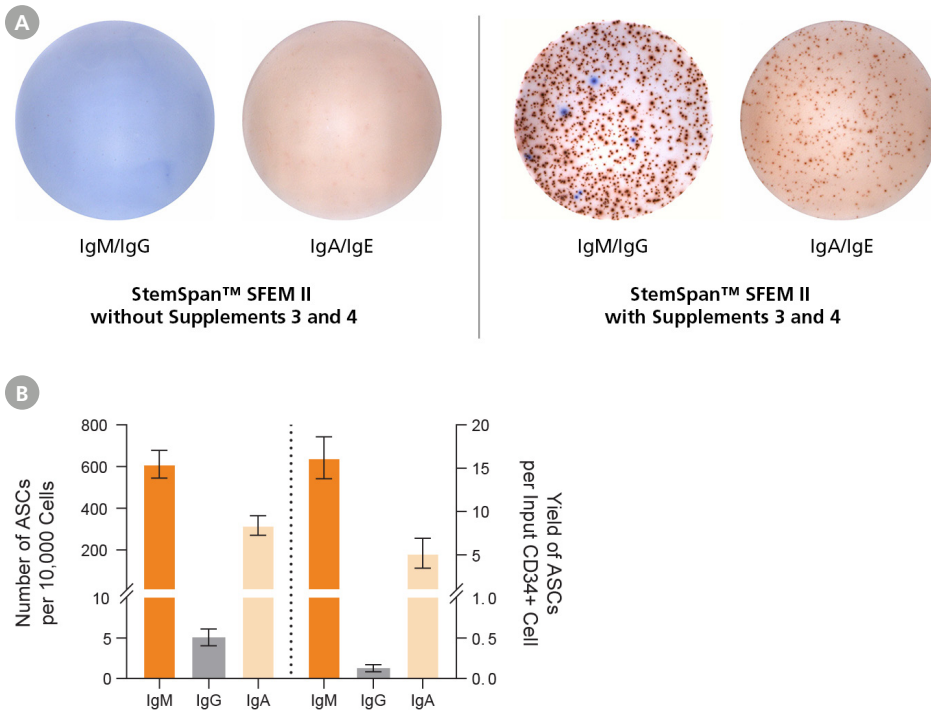 A
IgM/IgG
IgA/IgE
IgM/IgG
IgA/IgE
StemSpan™ SFEM II
without Supplements 3 and 4
StemSpan™ SFEM II
with Supplements 3 and 4
B
Number of ASCs
per 10,000 Cells
800
600
400
200
10
5
0
20
15
10
5
1.0
0.5
0.0
Yield of ASCs
per Input CD34+ Cell
IgM
IgG
IgA
IgM
IgG
IgA